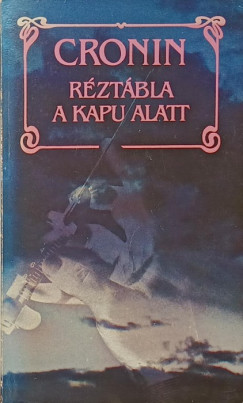 CRONIN
RÉZTÁBLA
A KAPU ALATT